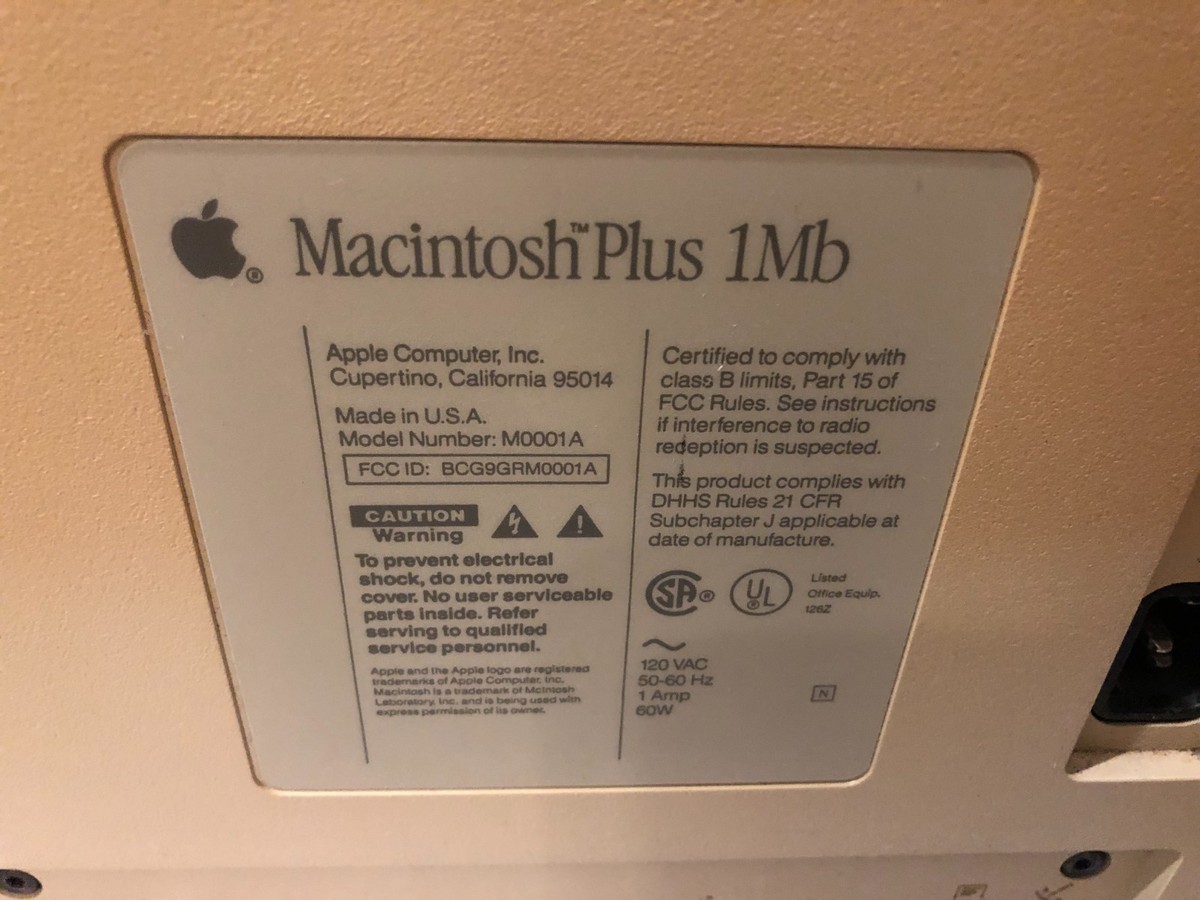 Macintosh™ Plus 1Mb
Apple Computer, Inc.
Cupertino, California 95014
Made in U.S.A.
Model Number: M0001A
FCC ID: BCG9GRM0001A
CAUTION
Warning
To prevent electrical
shock, do not remove
cover. No user serviceable
parts inside. Refer
serving to qualified
service personnel.
Apple and the Apple logo are registered
trademarks of Apple Computer, Inc.
Macintosh is a trademark of McIntosh
Laboratory, Inc. and is being used with
express permission of its owner.
Certified to comply with
class B limits, Part 15 of
FCC Rules. See instructions
if interference to radio
reception is suspected.
This product complies with
DHHS Rules 21 CFR
Subchapter J applicable at
date of manufacture.
SA® UL®
Listed
Office Equip.
126Z
120 VAC
50-60 Hz
1 Amp
60W
N